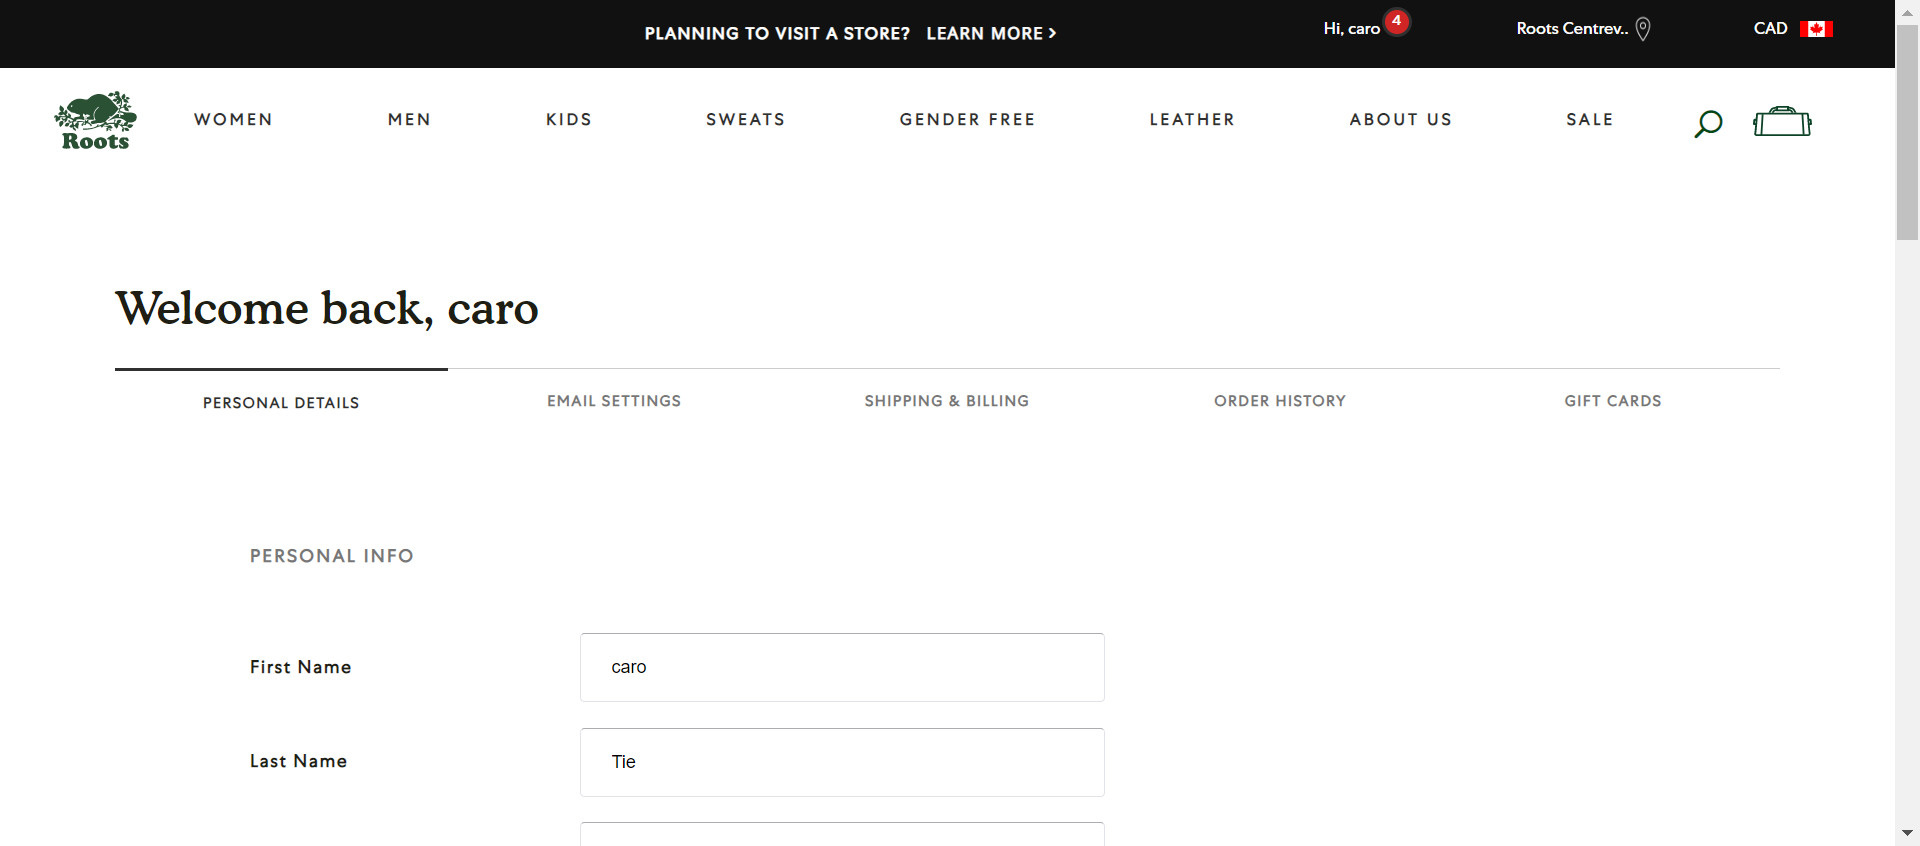 PLANNING TO VISIT A STORE? LEARN MORE >
Hi, caro 4
Roots Centrev..
CAD
Roots
WOMEN MEN KIDS SWEATS GENDER FREE LEATHER ABOUT US SALE
Welcome back, caro
PERSONAL DETAILS EMAIL SETTINGS SHIPPING & BILLING ORDER HISTORY GIFT CARDS
PERSONAL INFO
First Name caro
Last Name Tie